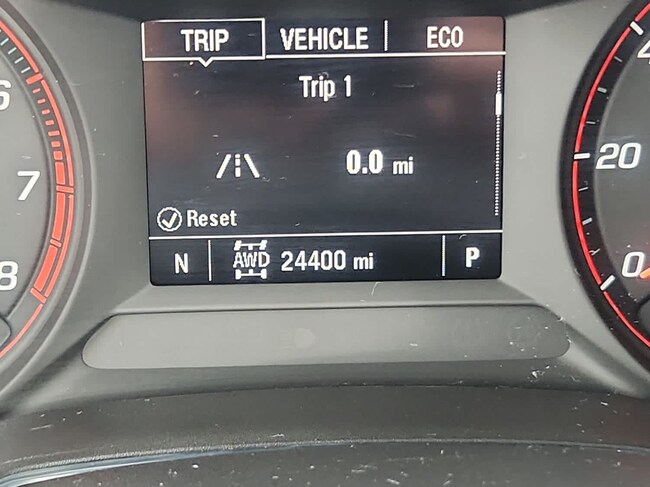 TRIP VEHICLE ECO
Trip 1
0.0 mi
Reset
N AWD 24400 mi P
6
7
8
20
0